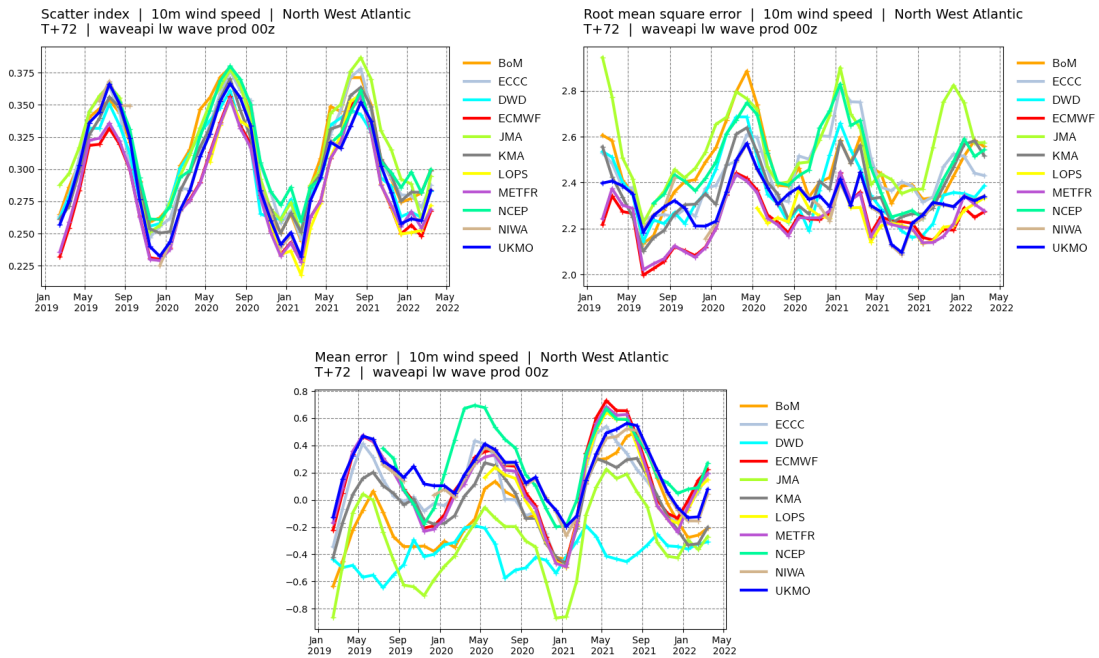 Scatter index | 10m wind speed | North West Atlantic
T+72 | waveapi lw wave prod 00z
0.375
0.350
0.325
0.300
0.275
0.250
0.225
Jan 2019
May 2019
Sep 2019
Jan 2020
May 2020
Sep 2020
Jan 2021
May 2021
Sep 2021
Jan 2022
May 2022
BoM
ECCC
DWD
ECMWF
JMA
KMA
LOPS
METFR
NCEP
NIWA
UKMO
Root mean square error | 10m wind speed | North West Atlantic
T+72 | waveapi lw wave prod 00z
2.8
2.6
2.4
2.2
2.0
Jan 2019
May 2019
Sep 2019
Jan 2020
May 2020
Sep 2020
Jan 2021
May 2021
Sep 2021
Jan 2022
May 2022
BoM
ECCC
DWD
ECMWF
JMA
KMA
LOPS
METFR
NCEP
NIWA
UKMO
Mean error | 10m wind speed | North West Atlantic
T+72 | waveapi lw wave prod 00z
0.8
0.6
0.4
0.2
0.0
−0.2
−0.4
−0.6
−0.8
Jan 2019
May 2019
Sep 2019
Jan 2020
May 2020
Sep 2020
Jan 2021
May 2021
Sep 2021
Jan 2022
May 2022
BoM
ECCC
DWD
ECMWF
JMA
KMA
LOPS
METFR
NCEP
NIWA
UKMO